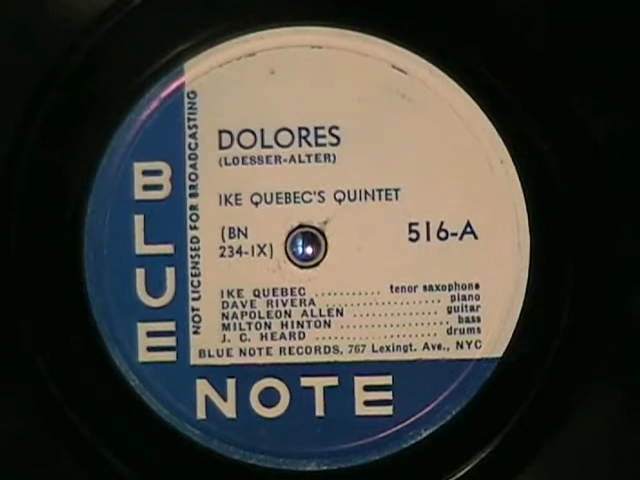 DOLORES
(LOESSER-ALTER)
IKE QUEBEC'S QUINTET
(BN
234-1X)
516-A
IKE QUEBEC .......... tenor saxophone
DAVE RIVERA .................. piano
NAPOLEON ALLEN .............. guitar
MILTON HINTON ................. bass
J. C. HEARD .................. drums
BLUE NOTE RECORDS, 767 Lexingt. Ave., NYC
NOT LICENSED FOR BROADCASTING
BLUE
NOTE